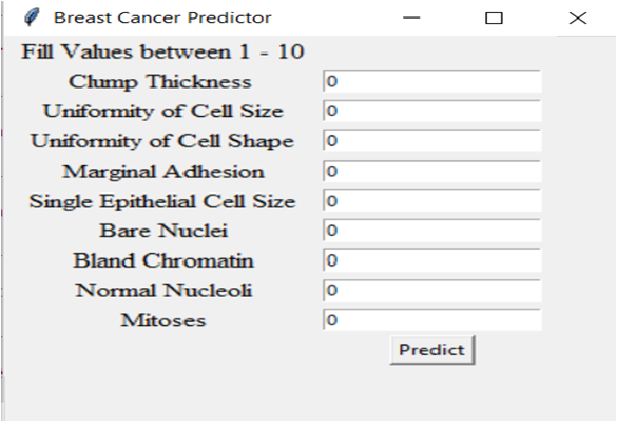 Breast Cancer Predictor
Fill Values between 1 - 10
Clump Thickness 0
Uniformity of Cell Size 0
Uniformity of Cell Shape 0
Marginal Adhesion 0
Single Epithelial Cell Size 0
Bare Nuclei 0
Bland Chromatin 0
Normal Nucleoli 0
Mitoses 0
Predict